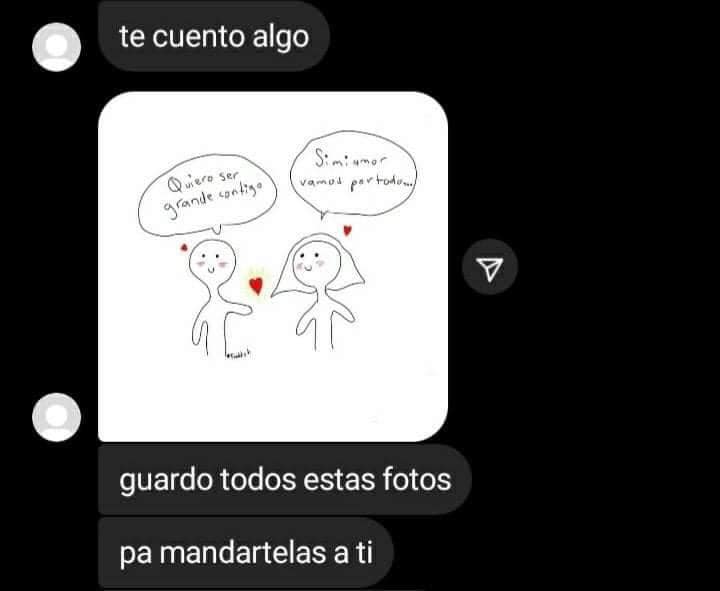 te cuento algo
Quiero ser
grande contigo
Si mi amor
vamos por todo...
guardo todos estas fotos
pa mandartelas a ti